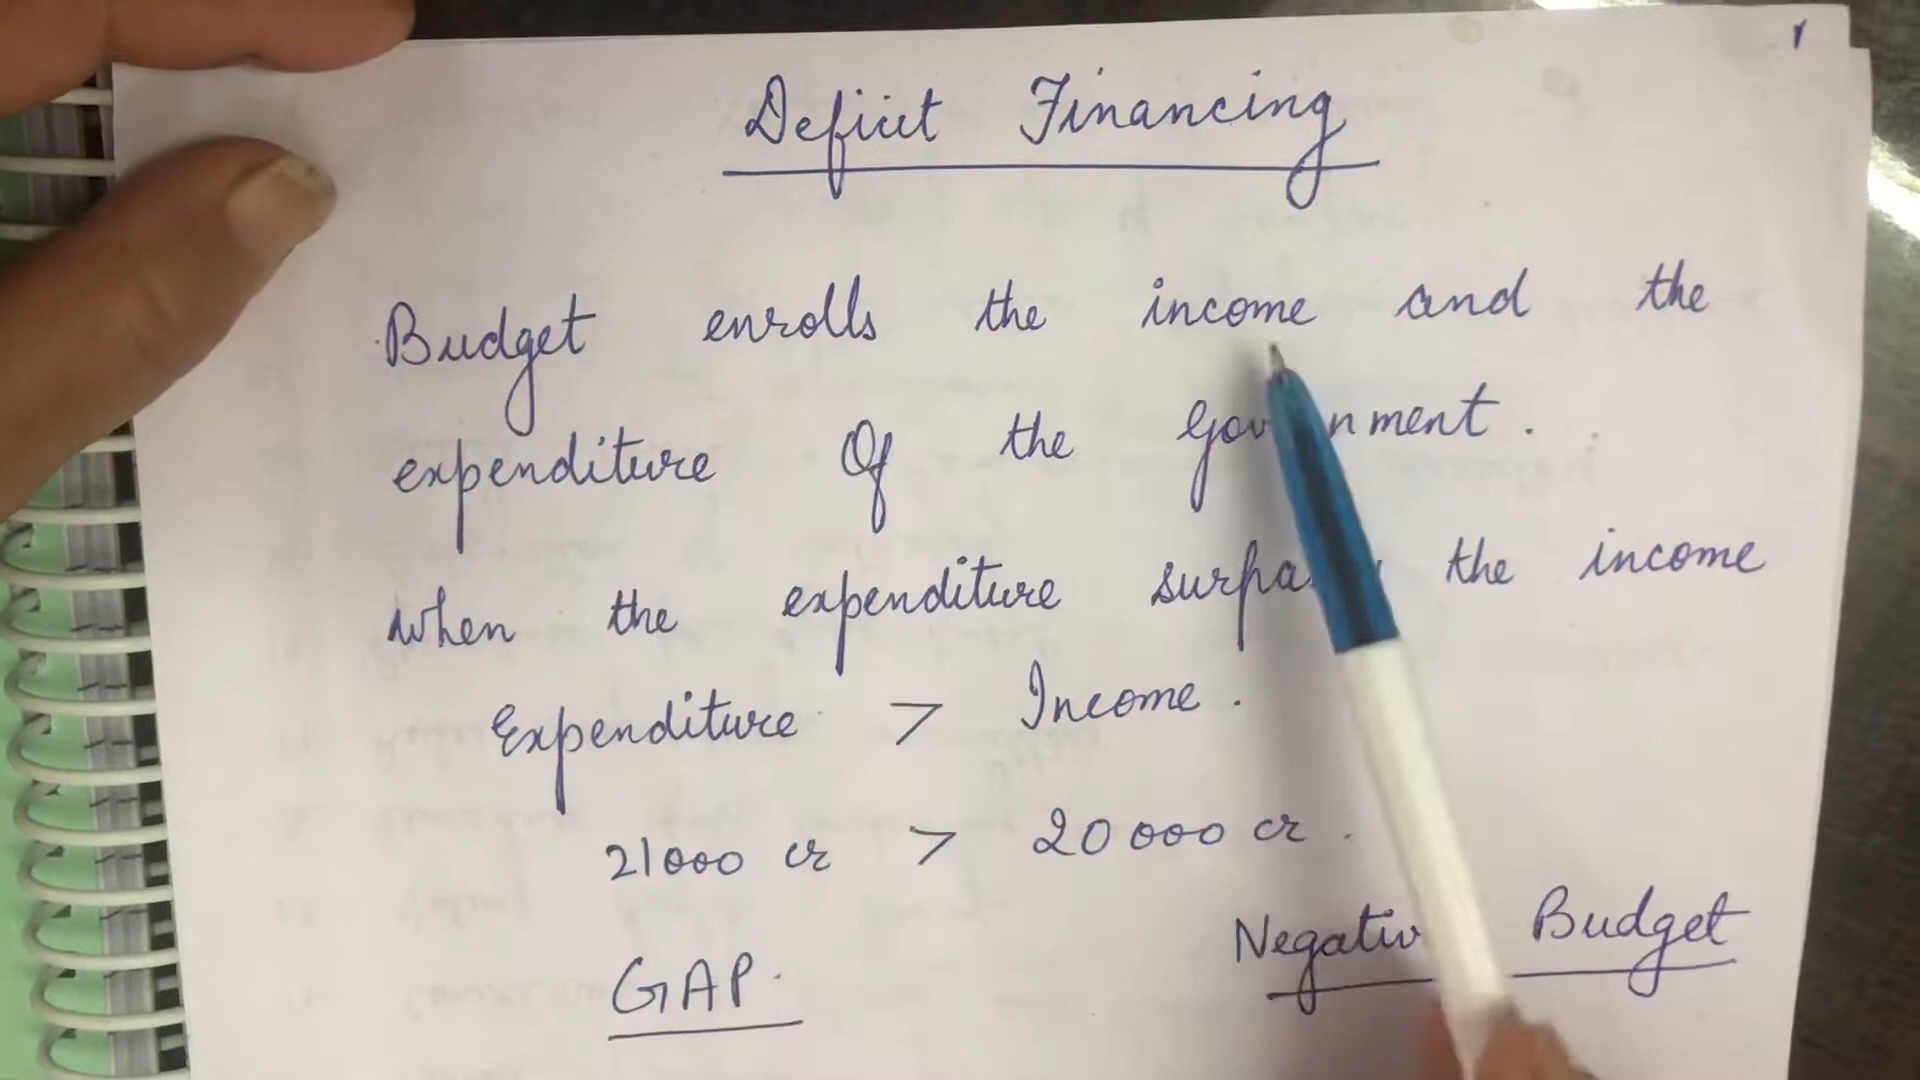 Deficit Financing
Budget enrolls the income and the
expenditure Of the Government.
when the expenditure the income
Expenditure > Income.
21000 cr > 20000 cr.
GAP. Budget